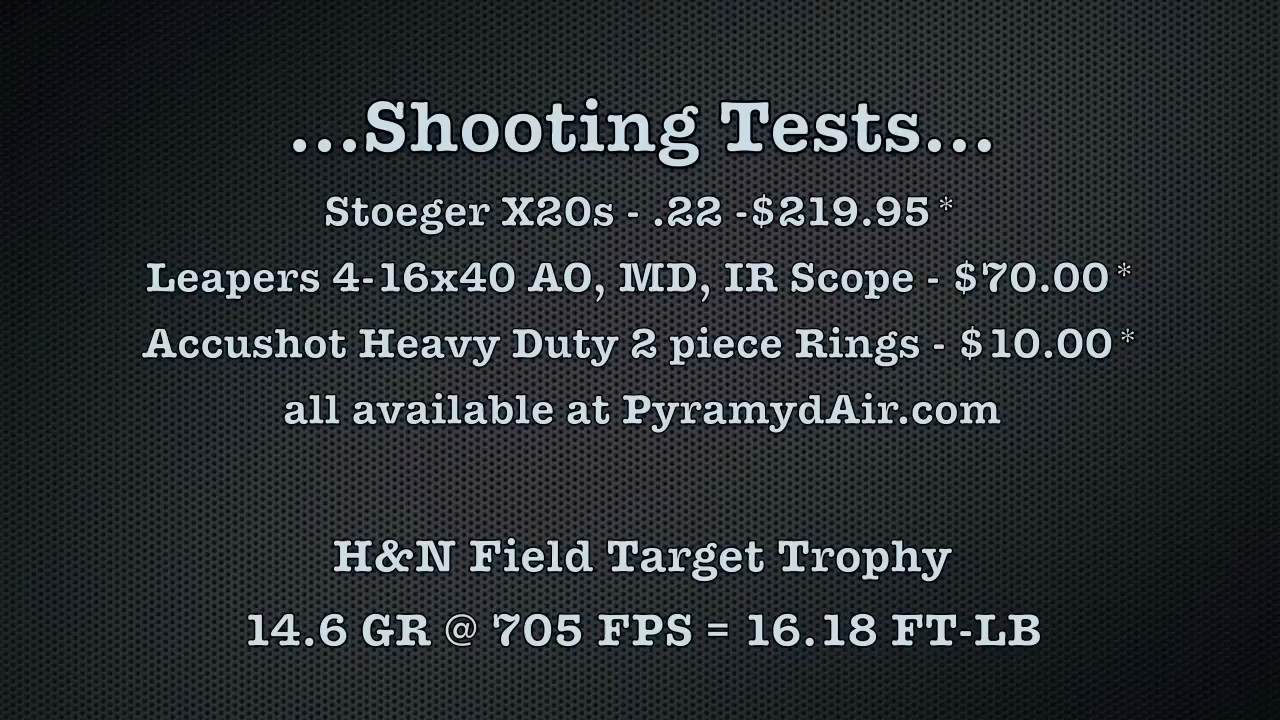 ...Shooting Tests...
Stoeger X20s - .22 -$219.95*
Leapers 4-16x40 AO, MD, IR Scope - $70.00*
Accushot Heavy Duty 2 piece Rings - $10.00*
all available at PyramydAir.com
H&N Field Target Trophy
14.6 GR @ 705 FPS = 16.18 FT-LB